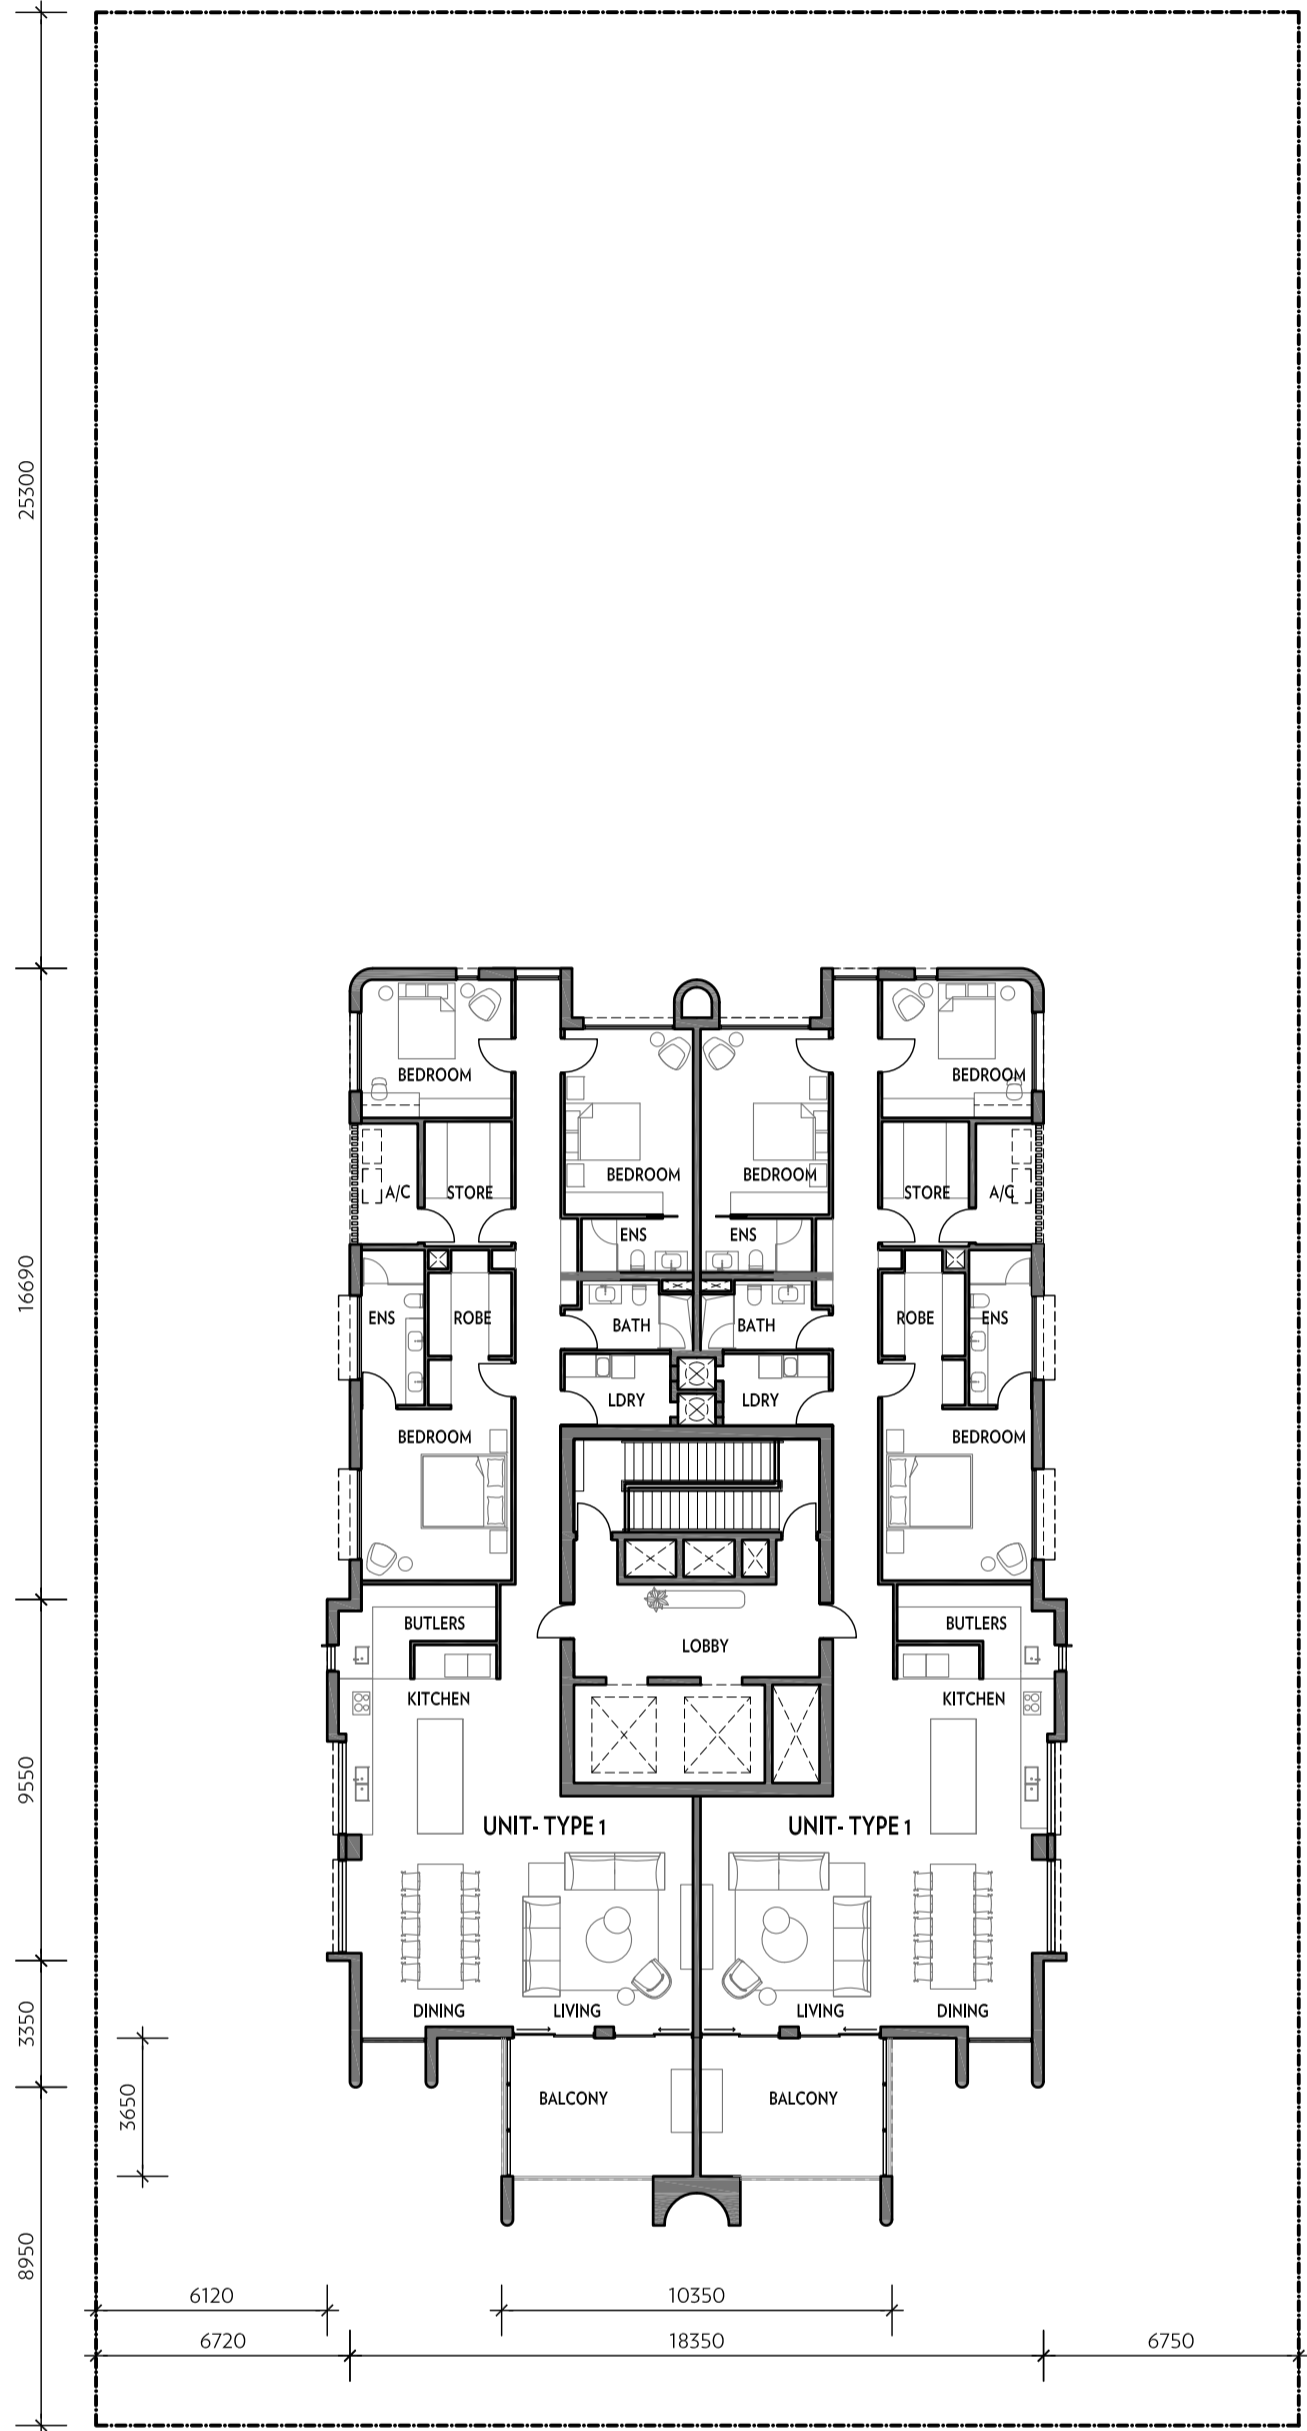 25300
BEDROOM
BEDROOM
BEDROOM
BEDROOM
A/C
STORE
STORE
A/C
ENS
ENS
16690
ENS
ROBE
BATH
BATH
ROBE
ENS
LDRY
LDRY
BEDROOM
BEDROOM
BUTLERS
BUTLERS
LOBBY
KITCHEN
KITCHEN
9550
UNIT- TYPE 1
UNIT- TYPE 1
3350
DINING
LIVING
LIVING
DINING
3650
BALCONY
BALCONY
8950
6120
10350
6720
18350
6750